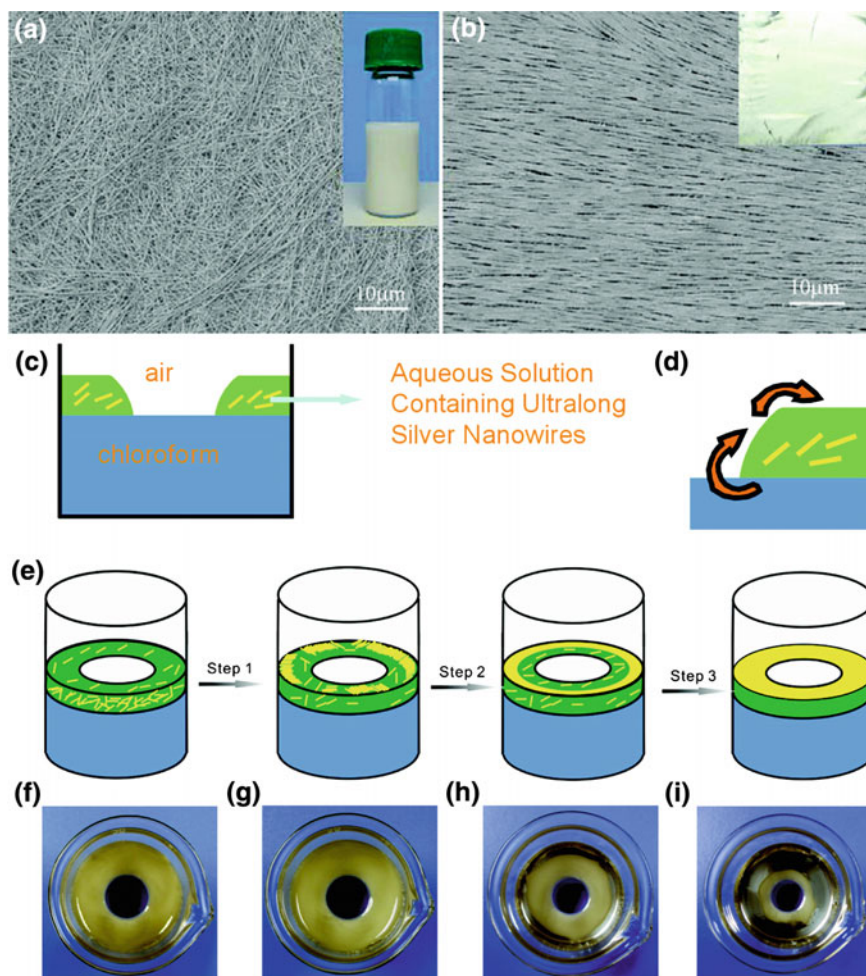 (a)
(b)
10μm
10μm
(c)
air
chloroform
Aqueous Solution
Containing Ultralong
Silver Nanowires
(d)
(e)
Step 1
Step 2
Step 3
(f)
(g)
(h)
(i)